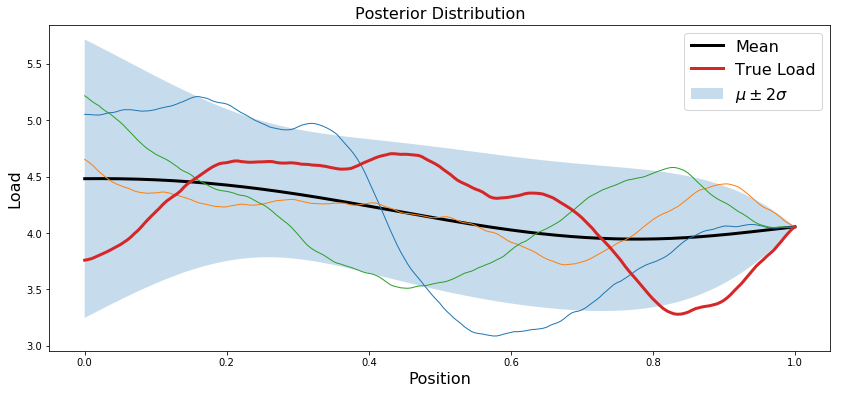 Posterior Distribution
Load
5.5
5.0
4.5
4.0
3.5
3.0
0.0 0.2 0.4 0.6 0.8 1.0
Position
Mean
True Load
μ ± 2σ